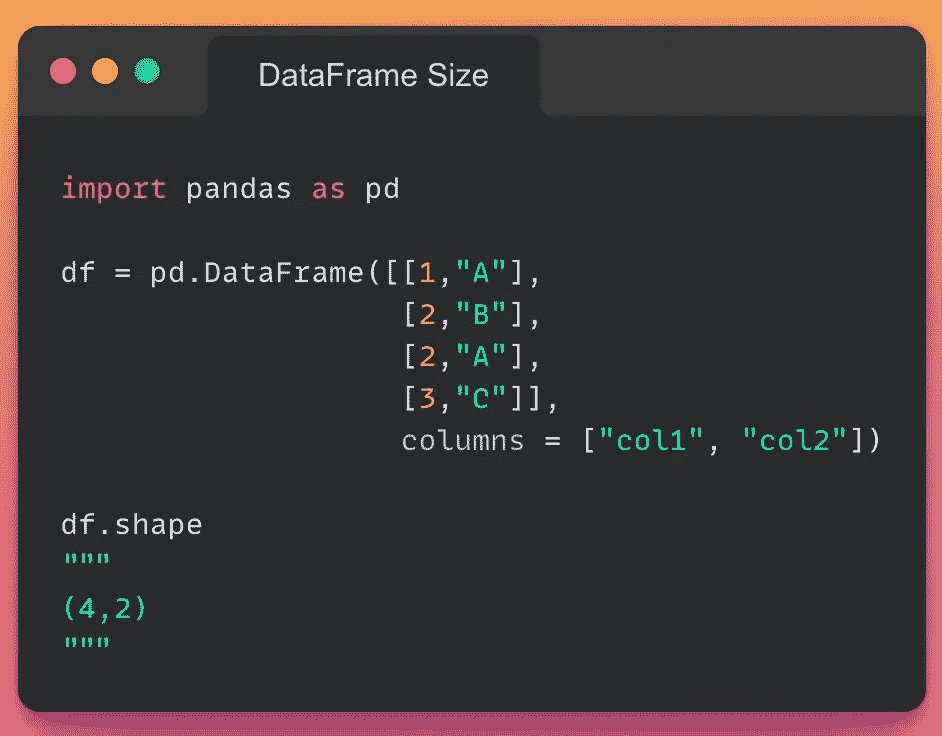 DataFrame Size
import pandas as pd
df = pd.DataFrame([[1,"A"],
[2,"B"],
[2,"A"],
[3,"C"]],
columns = ["col1", "col2"])
df.shape
"""
(4,2)
"""